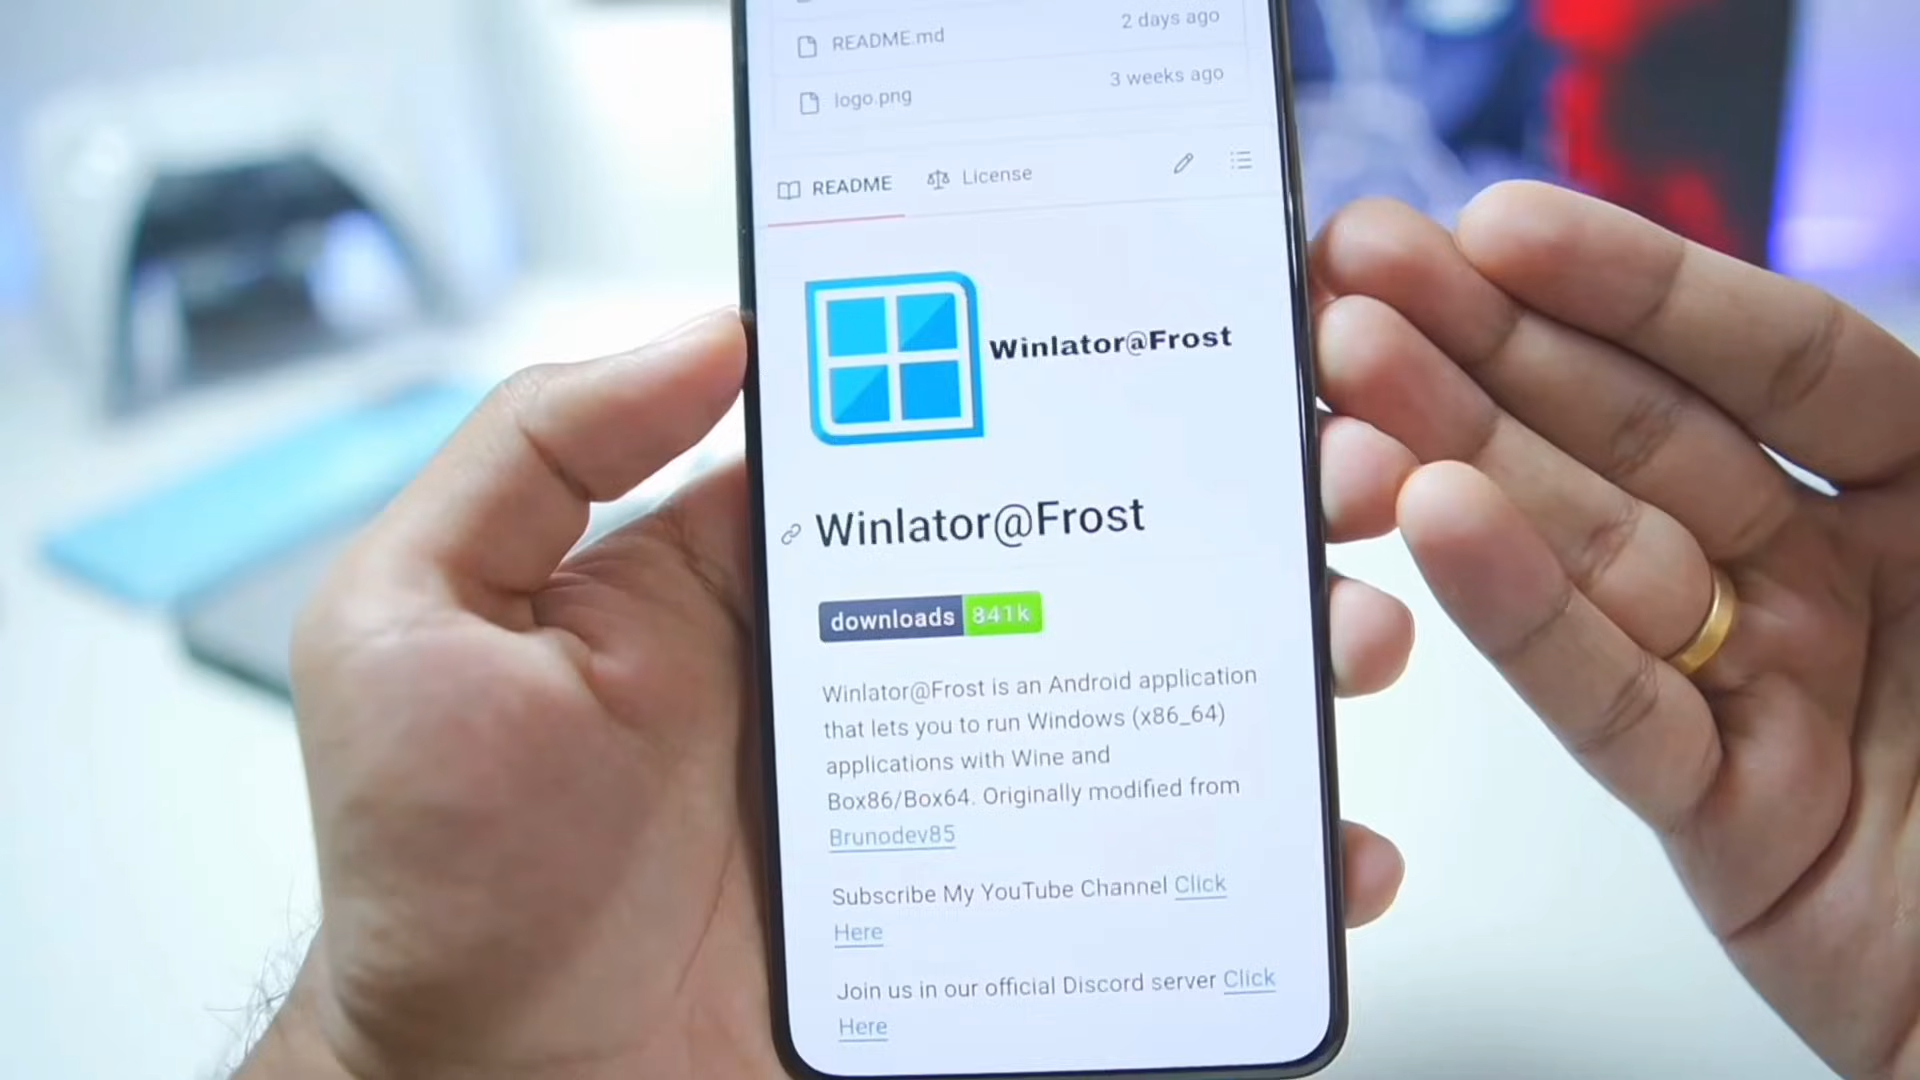 README.md
2 days ago
logo.png
3 weeks ago
README
License
Winlator@Frost
Winlator@Frost
downloads 841k
Winlator@Frost is an Android application
that lets you to run Windows (x86_64)
applications with Wine and
Box86/Box64. Originally modified from
Brunodev85
Subscribe My YouTube Channel Click
Here
Join us in our official Discord server Click
Here